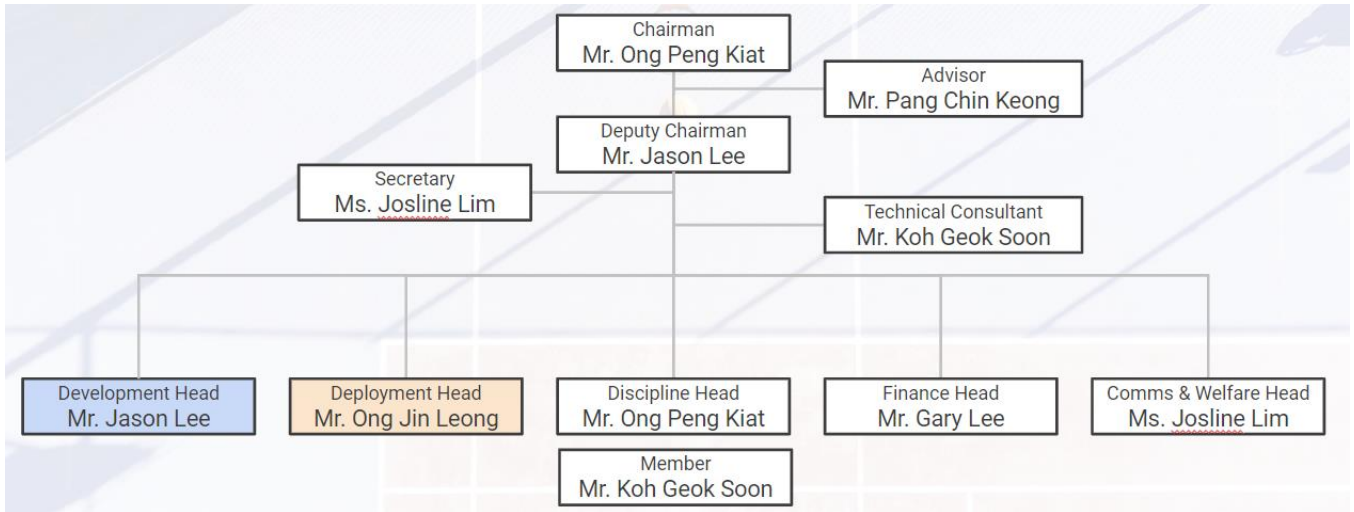 Chairman
Mr. Ong Peng Kiat
Advisor
Mr. Pang Chin Keong
Deputy Chairman
Mr. Jason Lee
Secretary
Ms. Josline Lim
Technical Consultant
Mr. Koh Geok Soon
Development Head
Mr. Jason Lee
Deployment Head
Mr. Ong Jin Leong
Discipline Head
Mr. Ong Peng Kiat
Finance Head
Mr. Gary Lee
Comms & Welfare Head
Ms. Josline Lim
Member
Mr. Koh Geok Soon